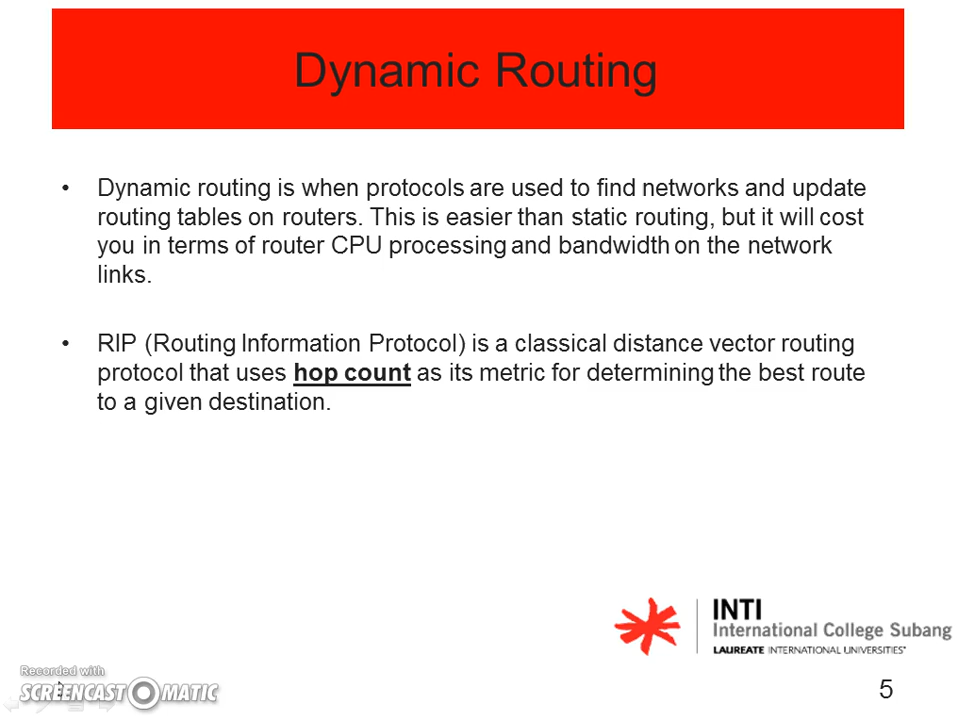 Dynamic Routing
• Dynamic routing is when protocols are used to find networks and update
routing tables on routers. This is easier than static routing, but it will cost
you in terms of router CPU processing and bandwidth on the network
links.
• RIP (Routing Information Protocol) is a classical distance vector routing
protocol that uses hop count as its metric for determining the best route
to a given destination.
INTI
International College Subang
LAUREATE INTERNATIONAL UNIVERSITIES®
Recorded with
SCREENCAST-O-MATIC
5